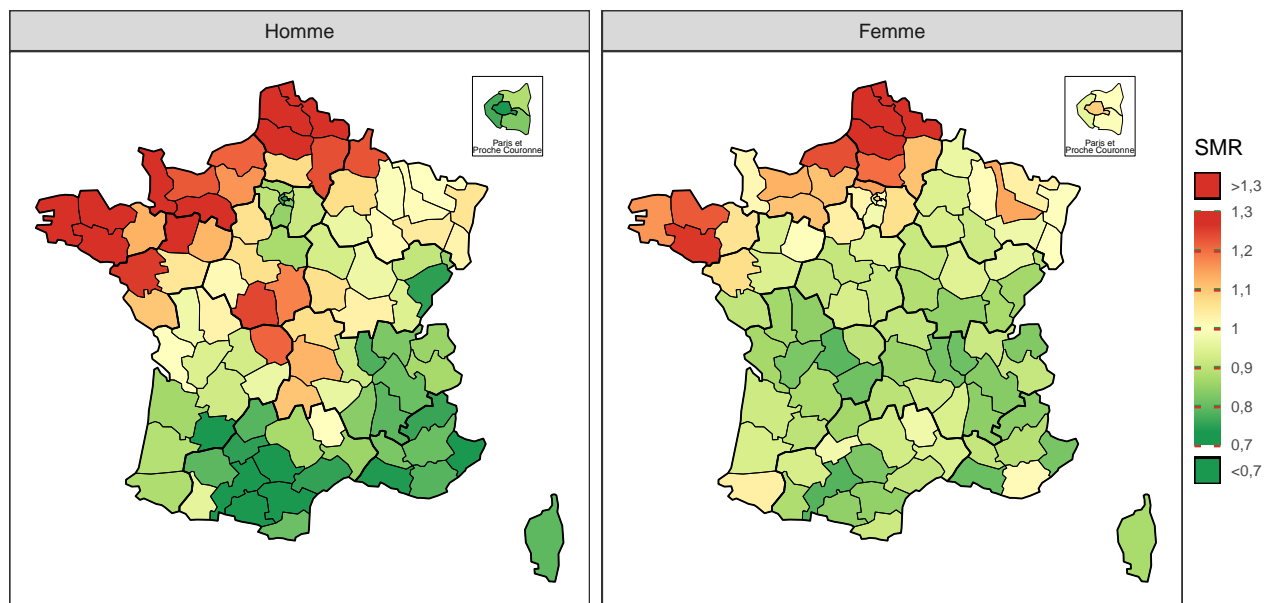 Homme
Femme
Paris et
Proche Couronne
Paris et
Proche Couronne
SMR
>1,3
1,3
1,2
1,1
1
0,9
0,8
0,7
<0,7